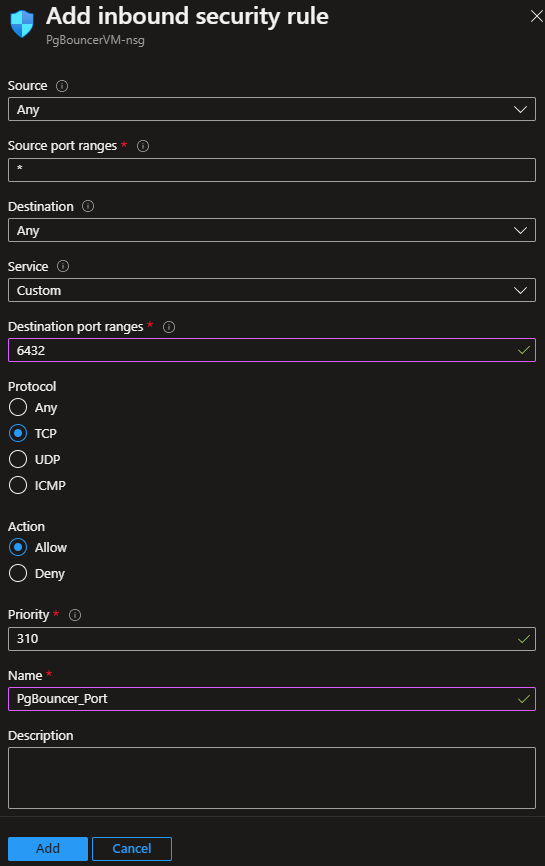 Add inbound security rule
PgBouncerVM-nsg
Source
Any
Source port ranges *
*
Destination
Any
Service
Custom
Destination port ranges *
6432
Protocol
Any
TCP
UDP
ICMP
Action
Allow
Deny
Priority *
310
Name *
PgBouncer_Port
Description
Add Cancel